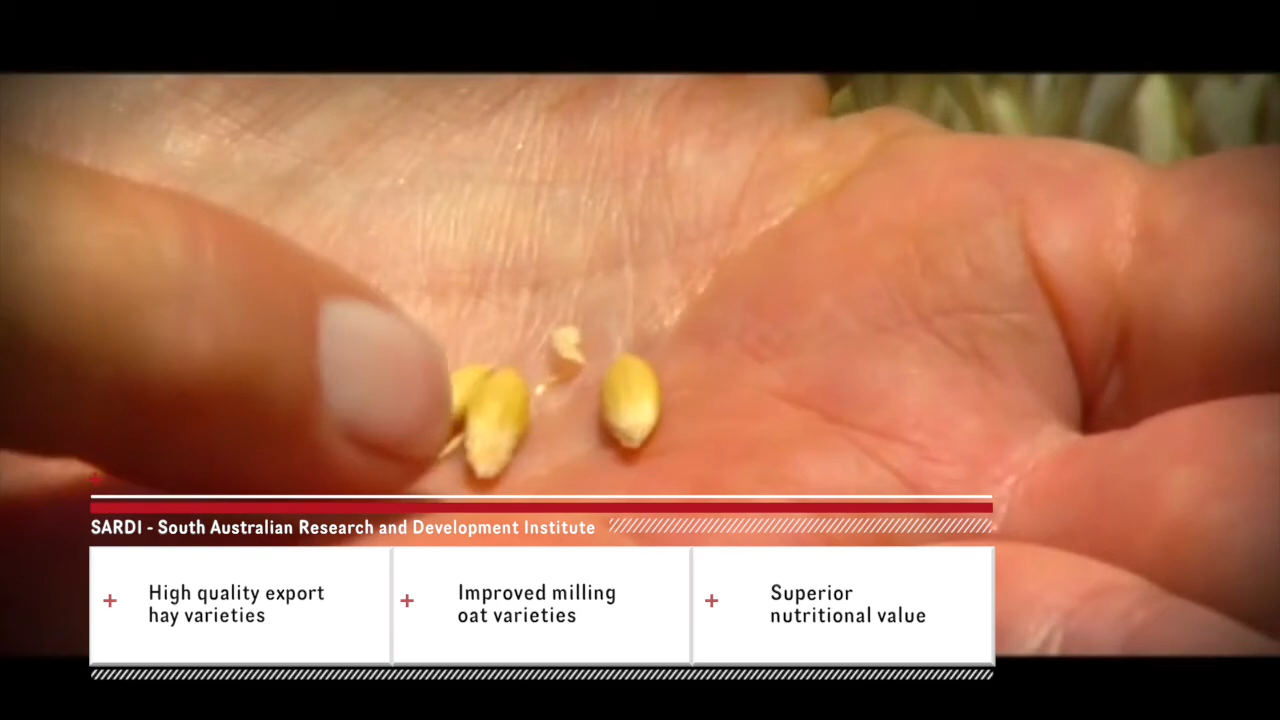 SARDI - South Australian Research and Development Institute
+ High quality export
hay varieties
+ Improved milling
oat varieties
+ Superior
nutritional value